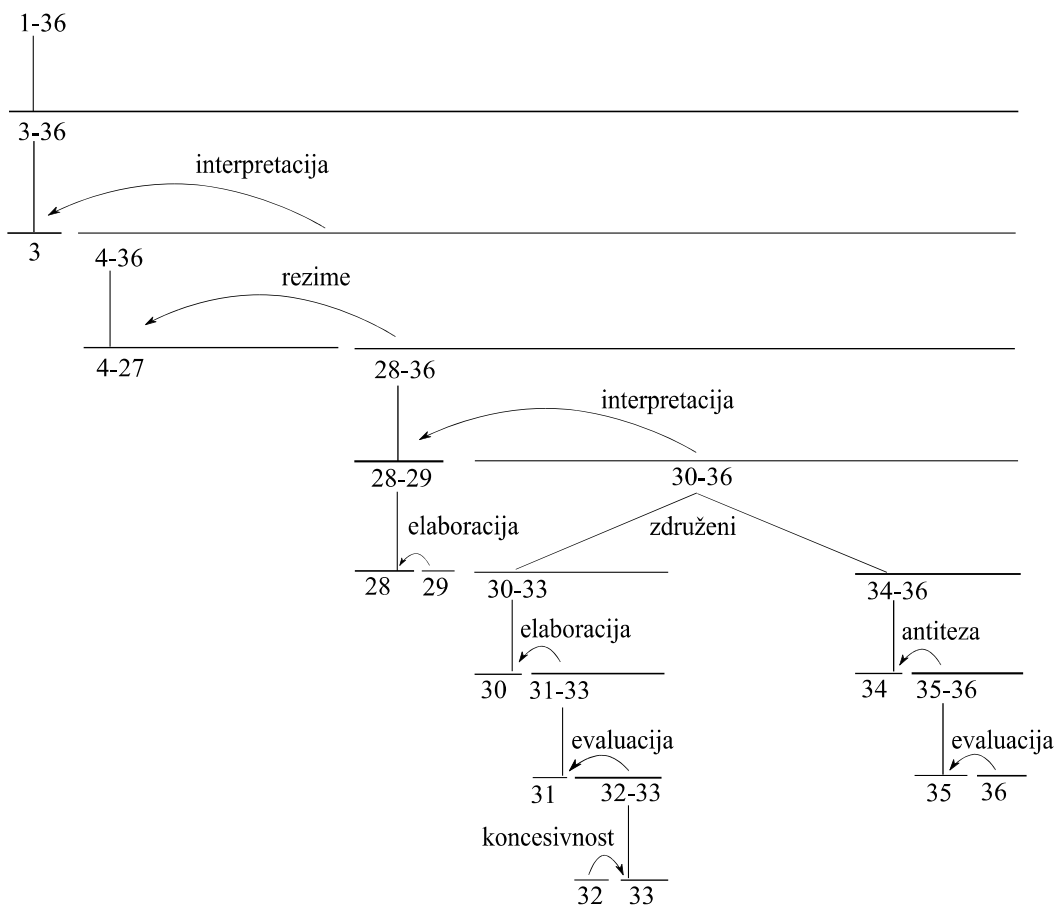 1-36
3-36
interpretacija
3
4-36
rezime
4-27
28-36
interpretacija
28-29
30-36
elaboracija
združeni
28
29
30-33
34-36
elaboracija
antiteza
30
31-33
34
35-36
evaluacija
evaluacija
31
32-33
35
36
koncesivnost
32
33